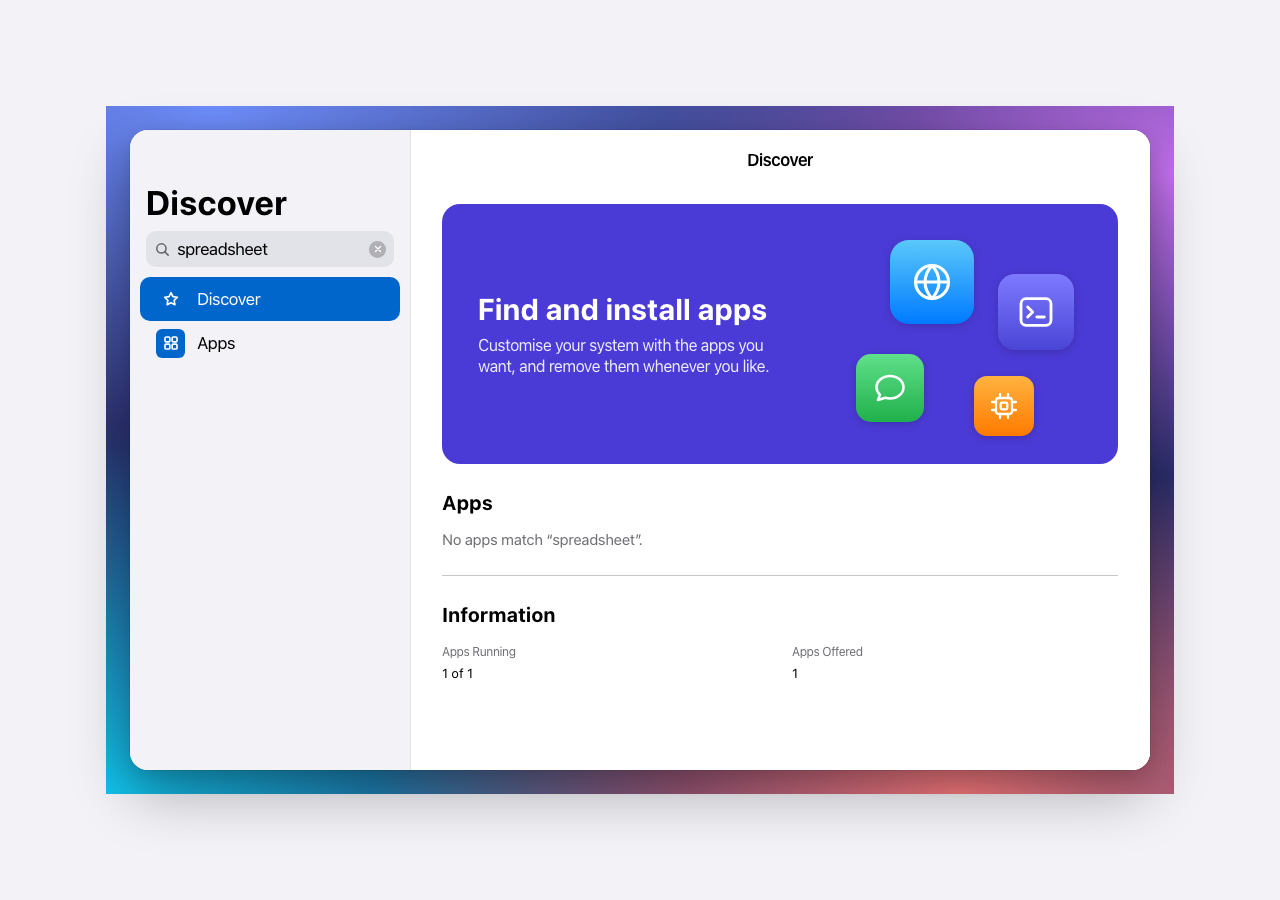 Discover
spreadsheet
Discover
Apps
Discover
Find and install apps
Customise your system with the apps you
want, and remove them whenever you like.
Apps
No apps match “spreadsheet”.
Information
Apps Running
1 of 1
Apps Offered
1